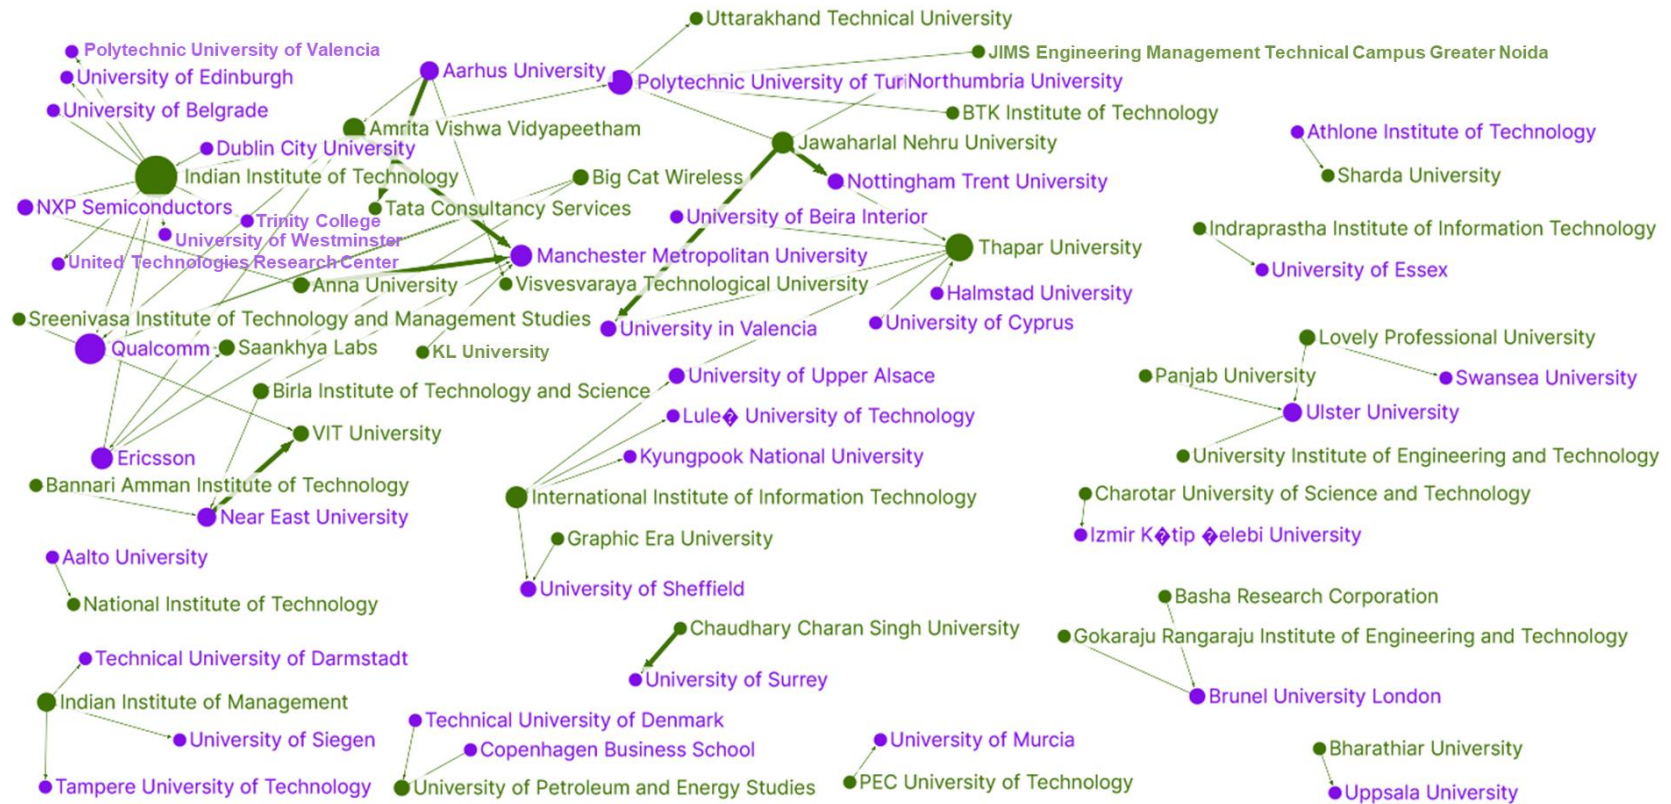 Uttarakhand Technical University
Polytechnic University of Valencia
JIMS Engineering Management Technical Campus Greater Noida
Aarhus University
University of Edinburgh
Polytechnic University of Turi
Northumbria University
University of Belgrade
BTK Institute of Technology
Amrita Vishwa Vidyapeetham
Athlone Institute of Technology
Jawaharlal Nehru University
Dublin City University
Indian Institute of Technology
Big Cat Wireless
Sharda University
Nottingham Trent University
NXP Semiconductors
Tata Consultancy Services
University of Beira Interior
Trinity College
Indraprastha Institute of Information Technology
University of Westminster
Thapar University
Manchester Metropolitan University
United Technologies Research Center
University of Essex
Anna University
Visvesvaraya Technological University
Halmstad University
Sreenivasa Institute of Technology and Management Studies
University in Valencia
University of Cyprus
Lovely Professional University
Qualcomm
Saankhya Labs
KL University
University of Upper Alsace
Panjab University
Swansea University
Birla Institute of Technology and Science
Lule� University of Technology
Ulster University
VIT University
Ericsson
Kyungpook National University
University Institute of Engineering and Technology
Bannari Amman Institute of Technology
International Institute of Information Technology
Charotar University of Science and Technology
Near East University
Graphic Era University
Izmir K�tip �elebi University
Aalto University
University of Sheffield
National Institute of Technology
Basha Research Corporation
Chaudhary Charan Singh University
Gokaraju Rangaraju Institute of Engineering and Technology
Technical University of Darmstadt
University of Surrey
Indian Institute of Management
Brunel University London
Technical University of Denmark
University of Siegen
Copenhagen Business School
University of Murcia
Bharathiar University
Tampere University of Technology
University of Petroleum and Energy Studies
PEC University of Technology
Uppsala University